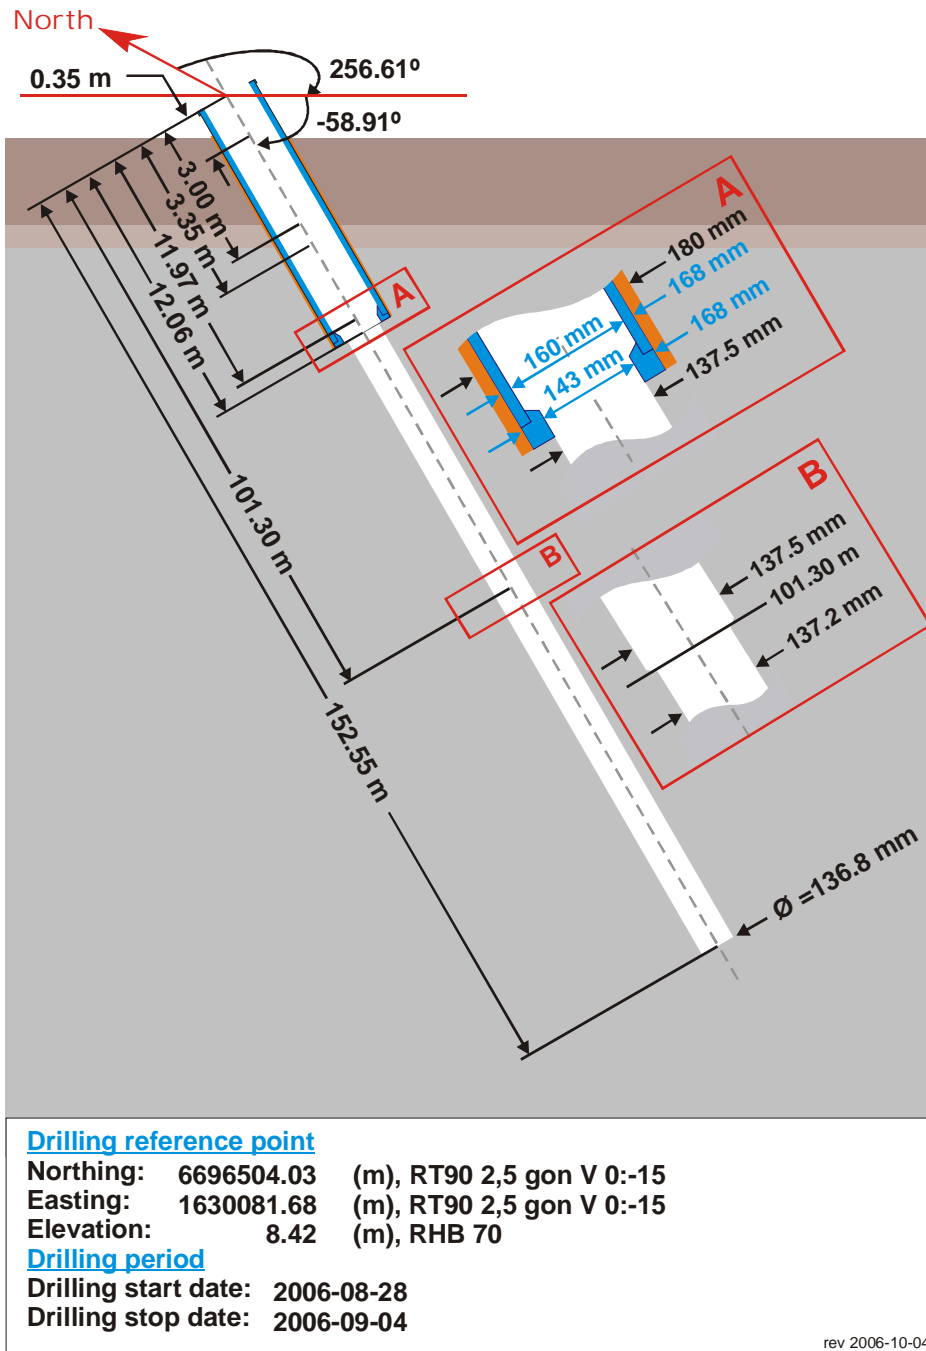 North
0.35 m
256.61º
-58.91º
3.00 m
3.35 m
11.97 m
12.06 m
101.30 m
152.55 m
A
B
A
180 mm
168 mm
168 mm
137.5 mm
160 mm
143 mm
B
137.5 mm
101.30 m
137.2 mm
Ø =136.8 mm
Drilling reference point
Northing: 6696504.03 (m), RT90 2,5 gon V 0:-15
Easting: 1630081.68 (m), RT90 2,5 gon V 0:-15
Elevation: 8.42 (m), RHB 70
Drilling period
Drilling start date: 2006-08-28
Drilling stop date: 2006-09-04
rev 2006-10-04